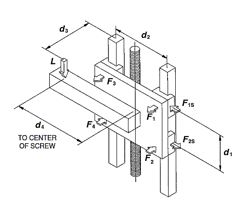 d3
d2
L
F3
F1
F1S
d4
F4
F2
F2S
d1
TO CENTER
OF SCREW